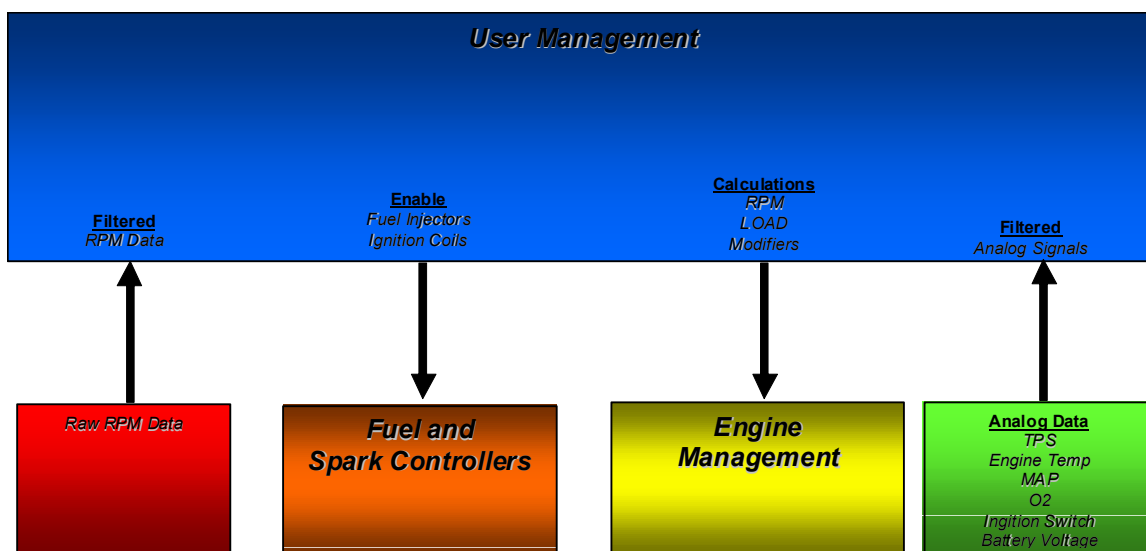 User Management
Filtered
RPM Data
Enable
Fuel Injectors
Ignition Coils
Calculations
RPM
LOAD
Modifiers
Filtered
Analog Signals
Raw RPM Data
Fuel and
Spark Controllers
Engine
Management
Analog Data
TPS
Engine Temp
MAP
O2
Ingition Switch
Battery Voltage